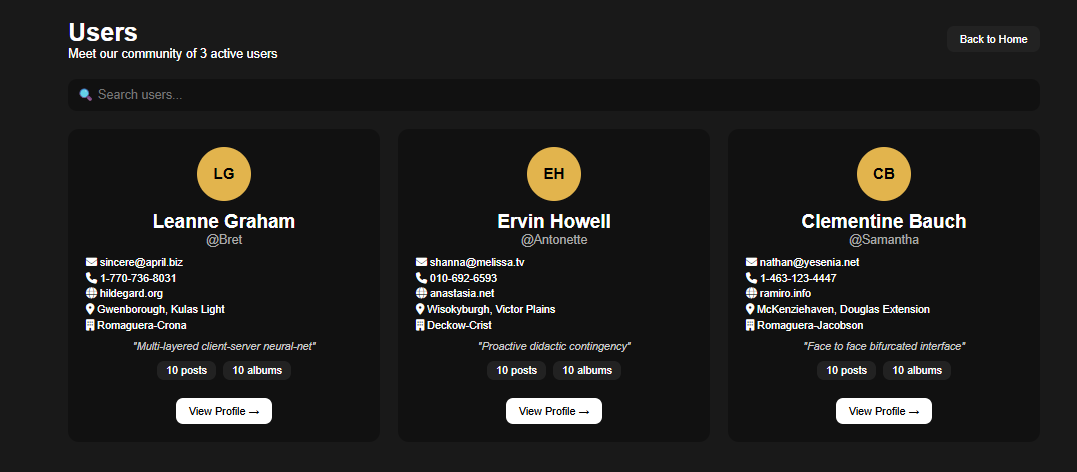 Users
Meet our community of 3 active users
Back to Home
Search users...
LG
Leanne Graham
@Bret
sincere@april.biz
1-770-736-8031
hildegard.org
Gwenborough, Kulas Light
Romaguera-Crona
"Multi-layered client-server neural-net"
10 posts 10 albums
View Profile →
EH
Ervin Howell
@Antonette
shanna@melissa.tv
010-692-6593
anastasia.net
Wisokyburgh, Victor Plains
Deckow-Crist
"Proactive didactic contingency"
10 posts 10 albums
View Profile →
CB
Clementine Bauch
@Samantha
nathan@yesenia.net
1-463-123-4447
ramiro.info
McKenziehaven, Douglas Extension
Romaguera-Jacobson
"Face to face bifurcated interface"
10 posts 10 albums
View Profile →